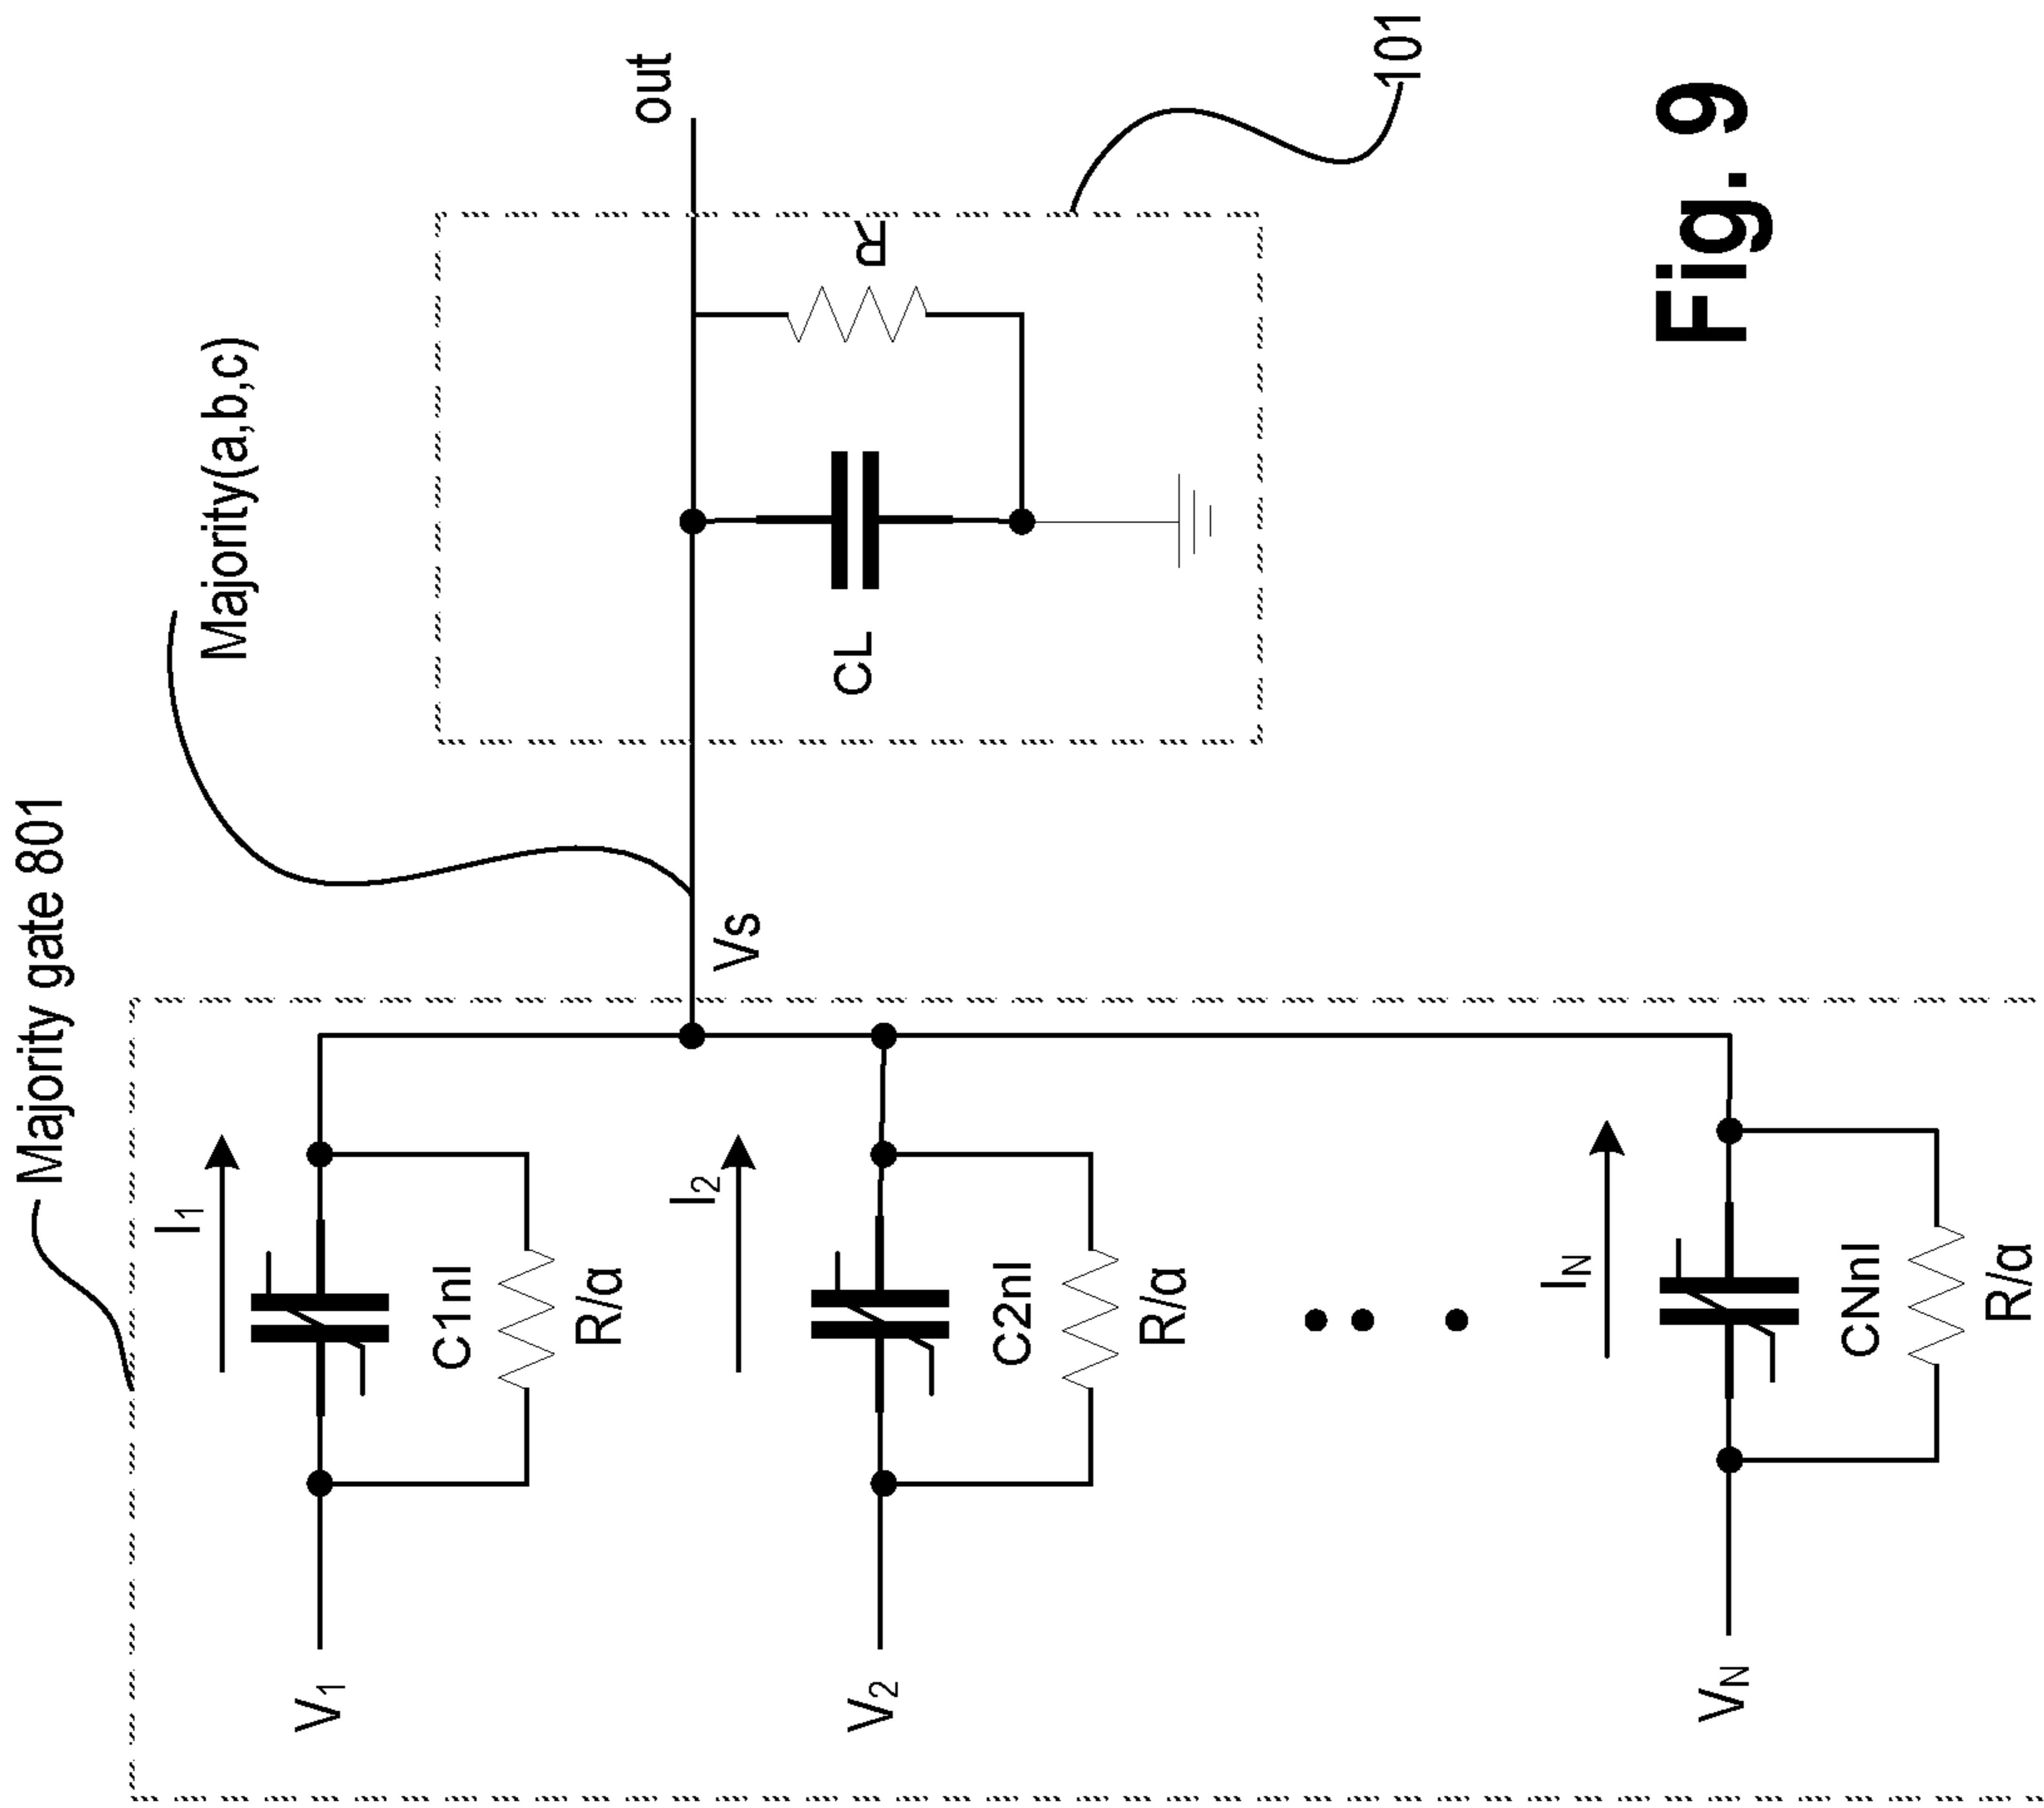 Majority gate 801
I1
V1
C1nl
R/α
I2
V2
C2nl
R/α
IN
VN
CNnl
R/α
Vs
Majority(a,b,c)
CL
R
out
101
Fig. 9